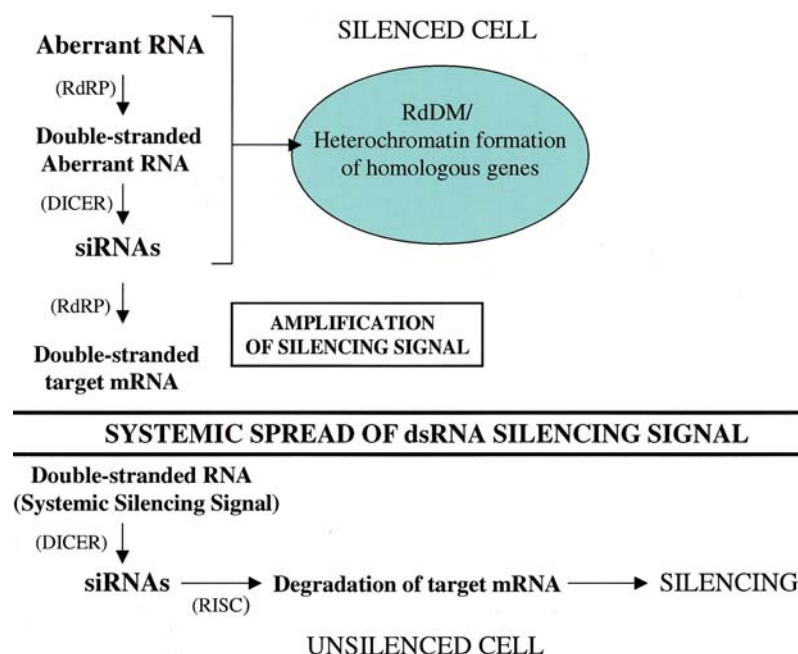 SILENCED CELL
Aberrant RNA
(RdRP)
Double-stranded
Aberrant RNA
(DICER)
siRNAs
RdDM/
Heterochromatin formation
of homologous genes
(RdRP)
Double-stranded
target mRNA
AMPLIFICATION
OF SILENCING SIGNAL
SYSTEMIC SPREAD OF dsRNA SILENCING SIGNAL
Double-stranded RNA
(Systemic Silencing Signal)
(DICER)
siRNAs
(RISC)
Degradation of target mRNA
SILENCING
UNSILENCED CELL